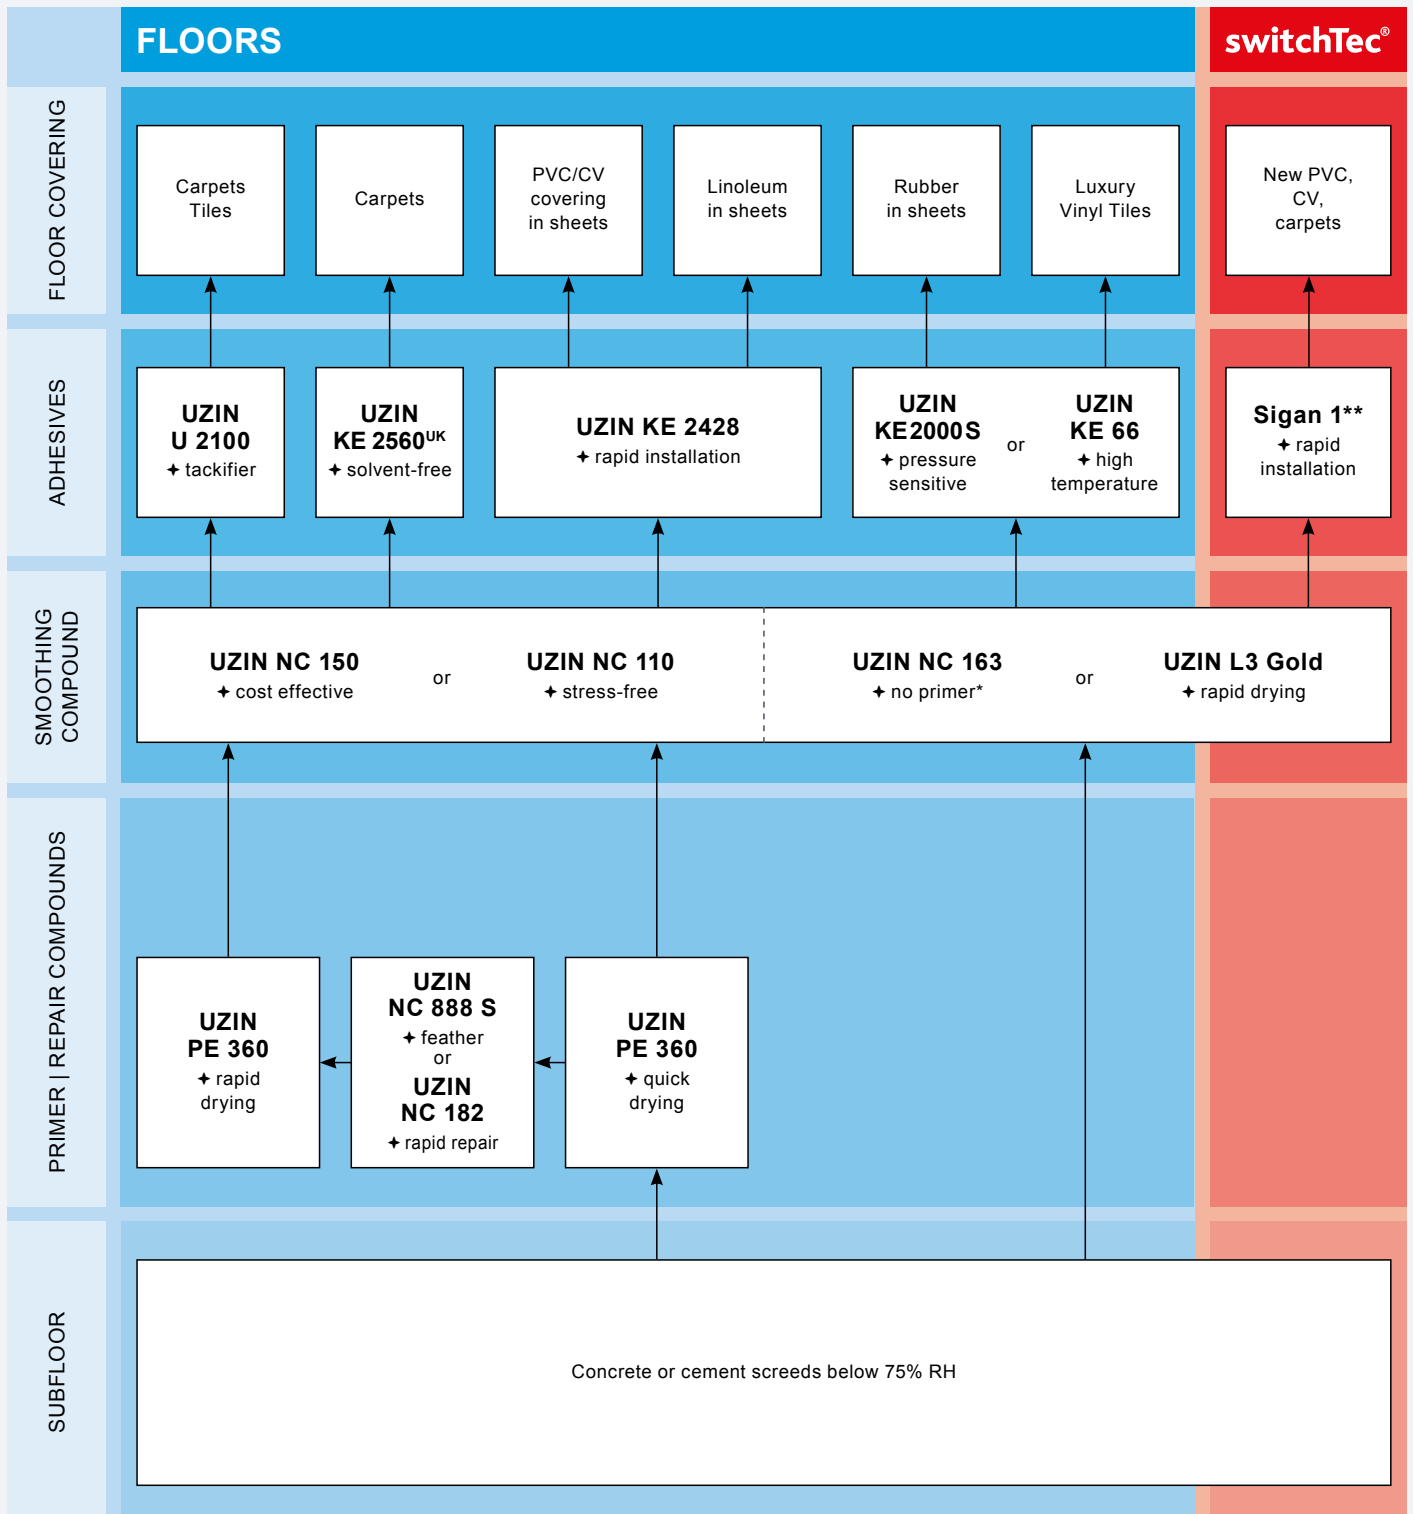 FLOORS
switchTec®
FLOOR COVERING
Carpets
Tiles
Carpets
PVC/CV
covering
in sheets
Linoleum
in sheets
Rubber
in sheets
Luxury
Vinyl Tiles
New PVC,
CV,
carpets
ADHESIVES
UZIN
U 2100
✦ tackifier
UZIN
KE 2560UK
✦ solvent-free
UZIN KE 2428
✦ rapid installation
UZIN
KE2000S
✦ pressure
sensitive
or
UZIN
KE 66
✦ high
temperature
Sigan 1**
✦ rapid
installation
SMOOTHING
COMPOUND
UZIN NC 150
✦ cost effective
or
UZIN NC 110
✦ stress-free
UZIN NC 163
✦ no primer*
or
UZIN L3 Gold
✦ rapid drying
PRIMER | REPAIR COMPOUNDS
UZIN
PE 360
✦ rapid
drying
UZIN
NC 888 S
✦ feather
or
UZIN
NC 182
✦ rapid repair
UZIN
PE 360
✦ quick
drying
SUBFLOOR
Concrete or cement screeds below 75% RH